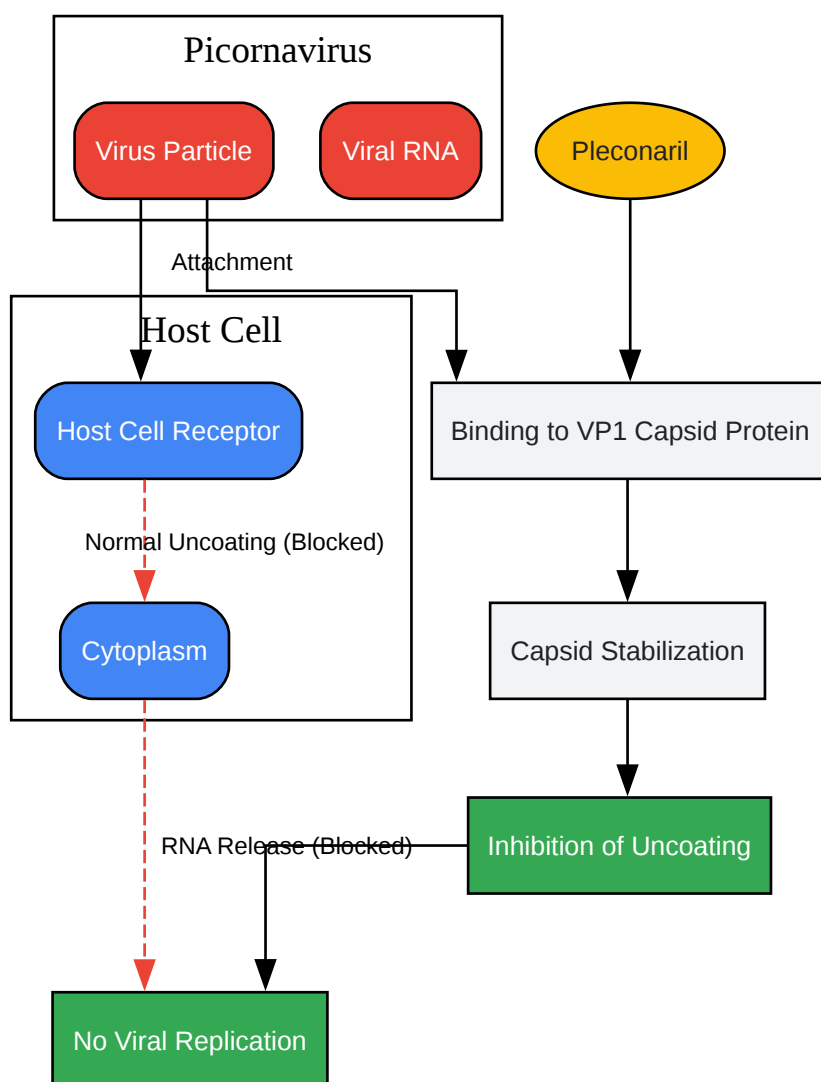 Picornavirus
Virus Particle
Viral RNA
Pleconaril
Attachment
Host Cell
Host Cell Receptor
Binding to VP1 Capsid Protein
Normal Uncoating (Blocked)
Cytoplasm
Capsid Stabilization
RNA Release (Blocked)
Inhibition of Uncoating
No Viral Replication